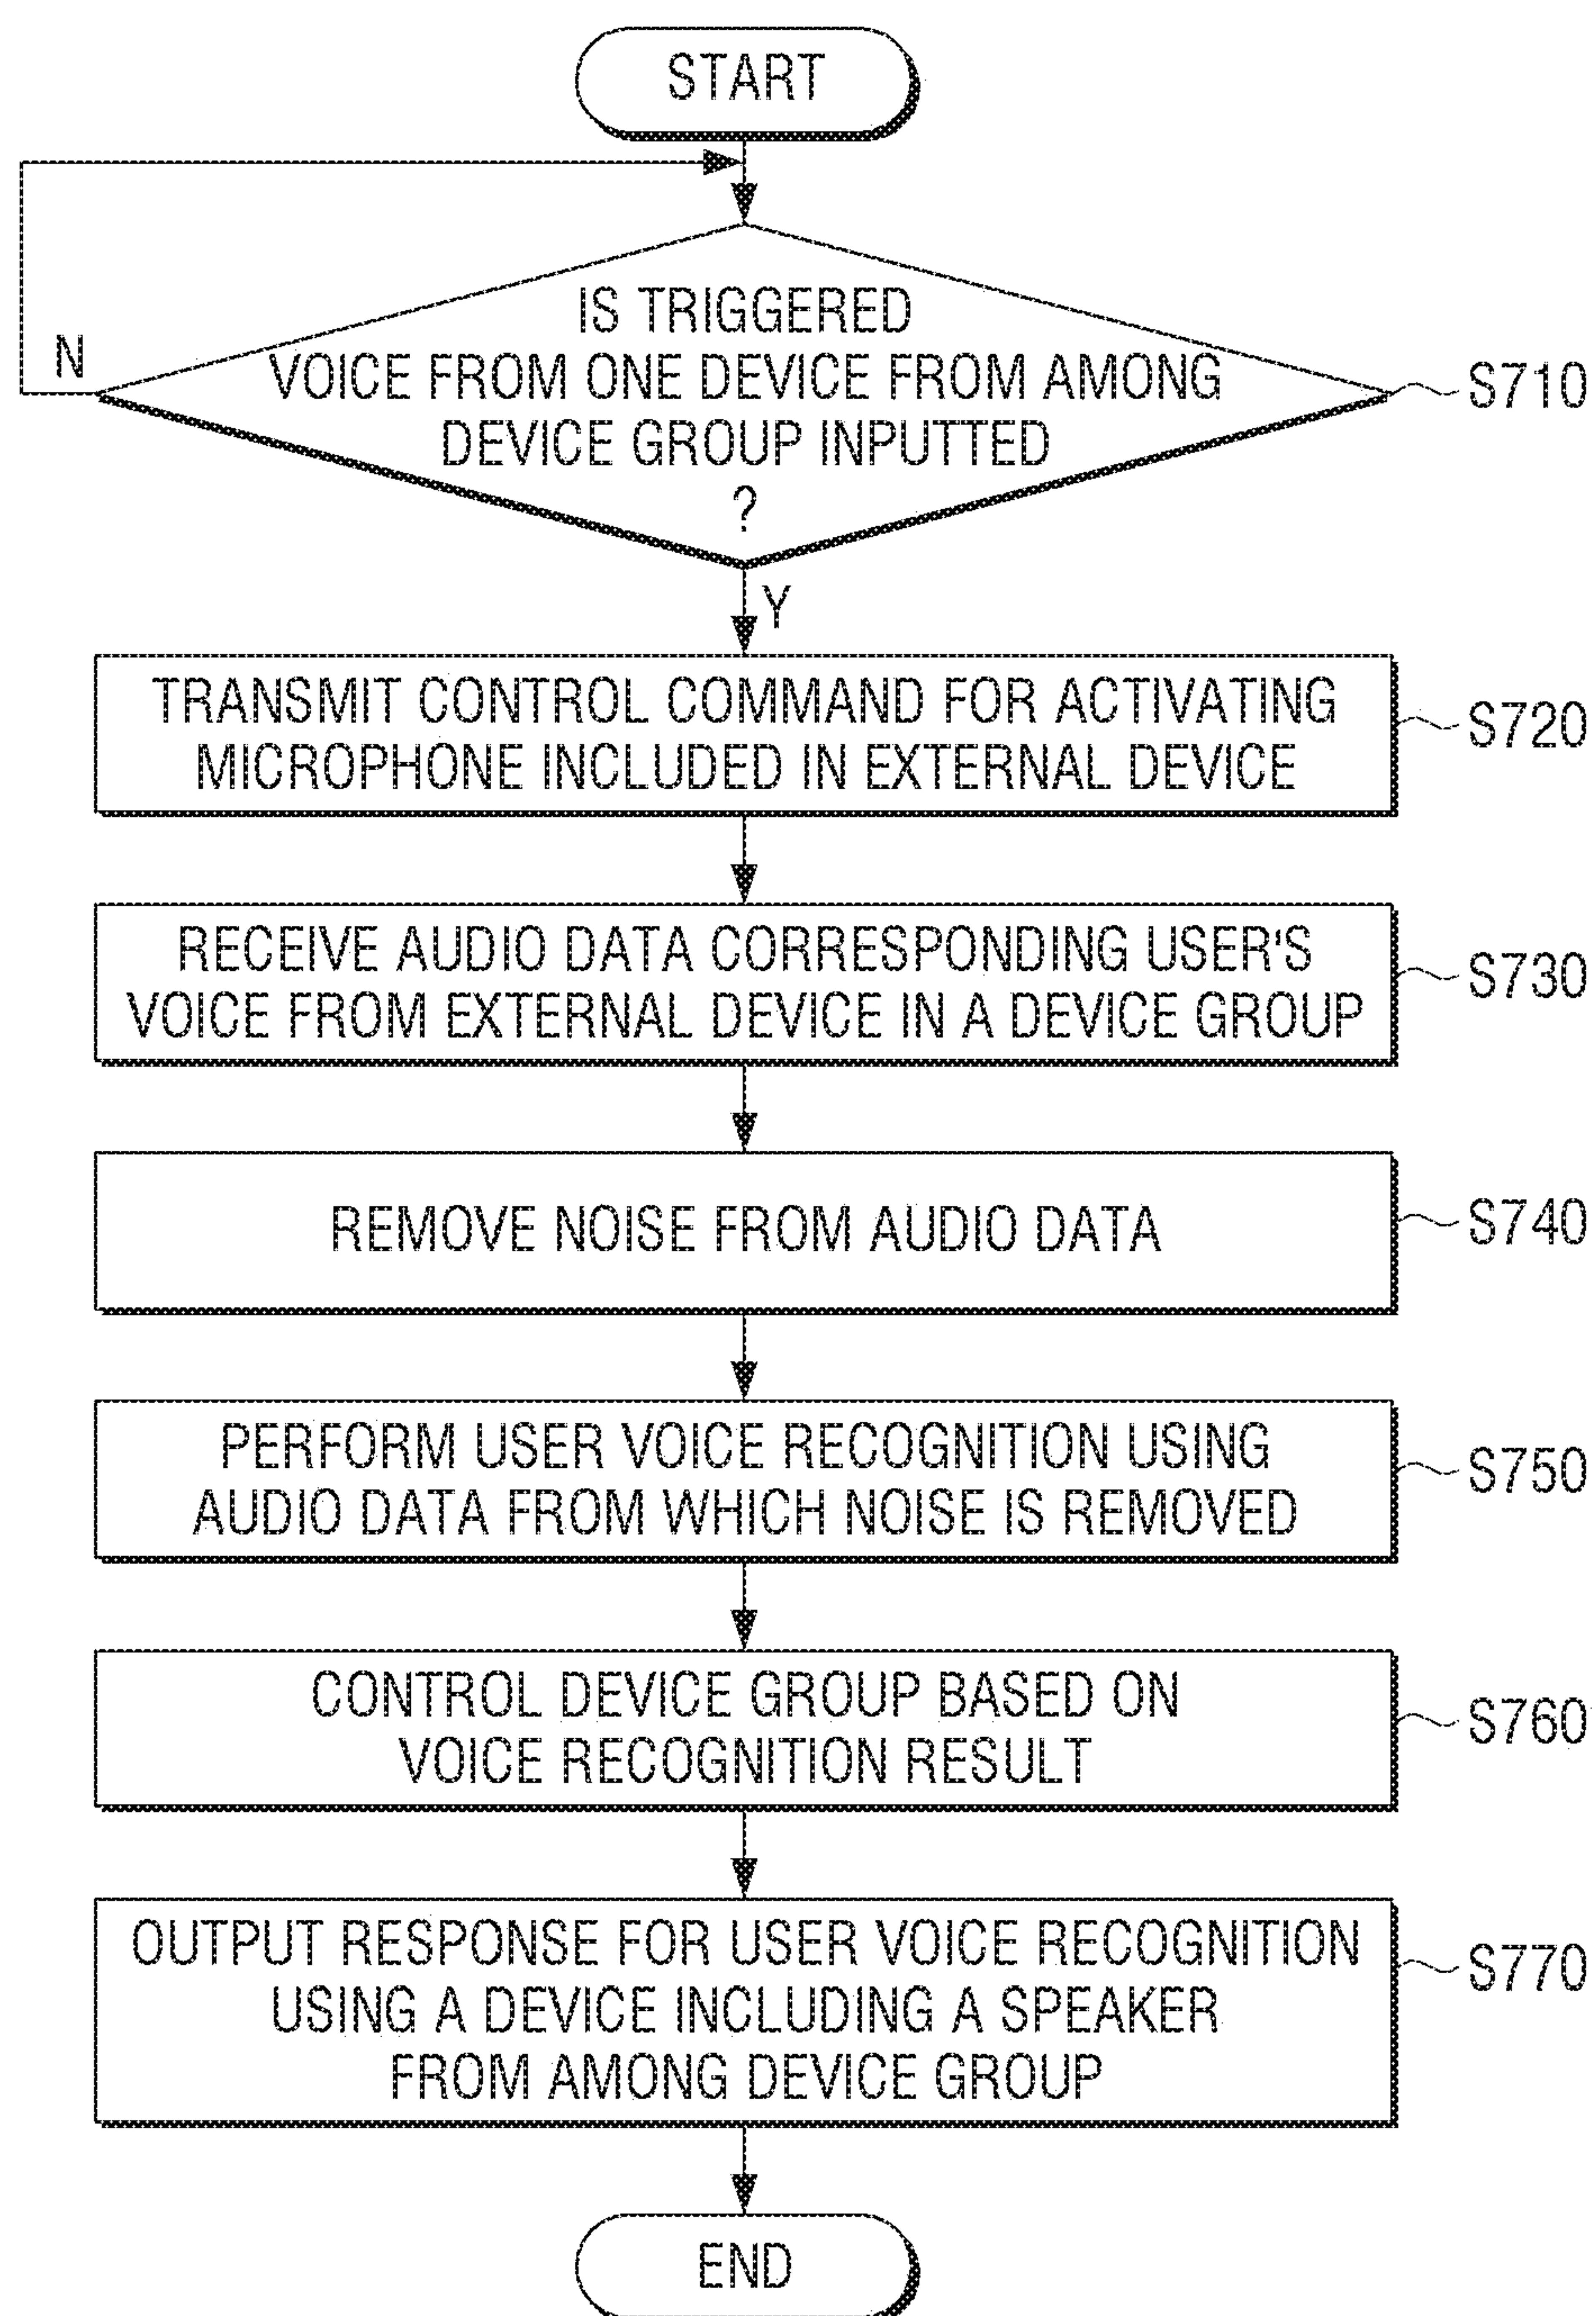 START
IS TRIGGERED
N
VOICE FROM ONE DEVICE FROM AMONG
S710
DEVICE GROUP INPUTTED
?
Y
TRANSMIT CONTROL COMMAND FOR ACTIVATING
MICROPHONE INCLUDED IN EXTERNAL DEVICE
S720
RECEIVE AUDIO DATA CORRESPONDING USER'S
VOICE FROM EXTERNAL DEVICE IN A DEVICE GROUP
S730
REMOVE NOISE FROM AUDIO DATA
S740
PERFORM USER VOICE RECOGNITION USING
AUDIO DATA FROM WHICH NOISE IS REMOVED
S750
CONTROL DEVICE GROUP BASED ON
VOICE RECOGNITION RESULT
S760
OUTPUT RESPONSE FOR USER VOICE RECOGNITION
USING A DEVICE INCLUDING A SPEAKER
FROM AMONG DEVICE GROUP
S770
END